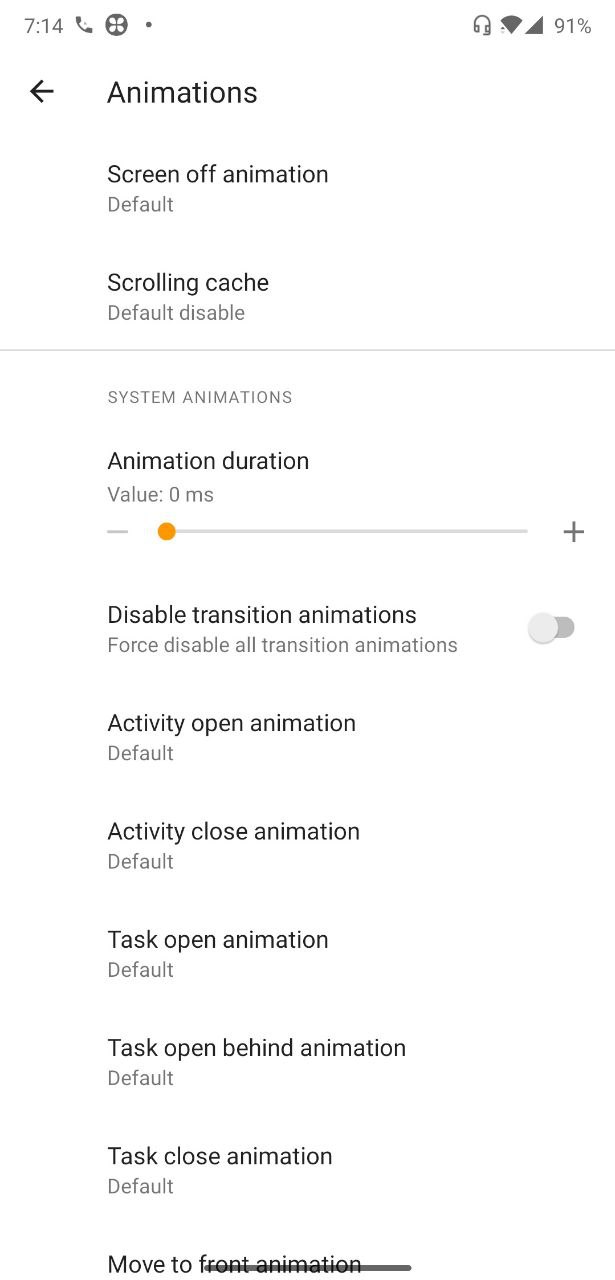 7:14
91%
Animations
Screen off animation
Default
Scrolling cache
Default disable
SYSTEM ANIMATIONS
Animation duration
Value: 0 ms
Disable transition animations
Force disable all transition animations
Activity open animation
Default
Activity close animation
Default
Task open animation
Default
Task open behind animation
Default
Task close animation
Default
Move to front animation